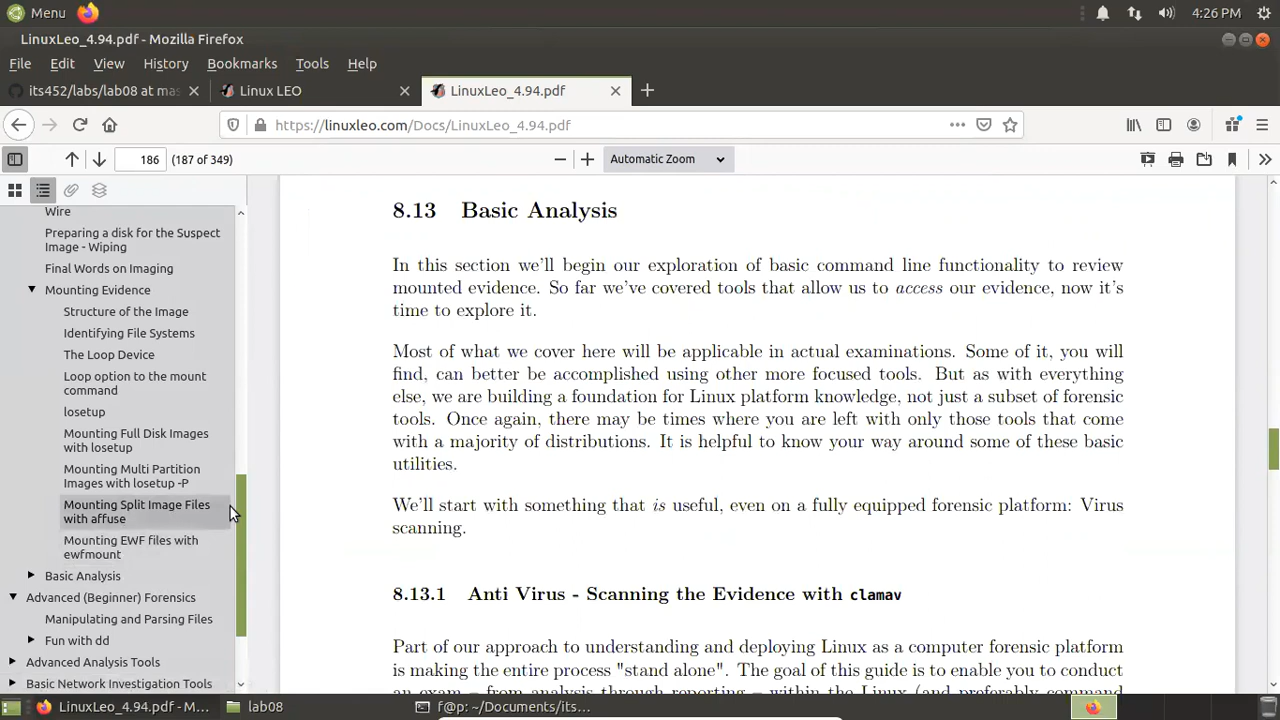 Menu
4:26 PM
LinuxLeo_4.94.pdf - Mozilla Firefox
File Edit View History Bookmarks Tools Help
its452/labs/lab08 at mas
Linux LEO
LinuxLeo_4.94.pdf
https://linuxleo.com/Docs/LinuxLeo_4.94.pdf
186 (187 of 349)
Automatic Zoom
Wire
Preparing a disk for the Suspect
Image - Wiping
Final Words on Imaging
Mounting Evidence
Structure of the Image
Identifying File Systems
The Loop Device
Loop option to the mount
command
losetup
Mounting Full Disk Images
with losetup
Mounting Multi Partition
Images with losetup -P
Mounting Split Image Files
with affuse
Mounting EWF files with
ewfmount
Basic Analysis
Advanced (Beginner) Forensics
Manipulating and Parsing Files
Fun with dd
Advanced Analysis Tools
Basic Network Investigation Tools
8.13 Basic Analysis
In this section we'll begin our exploration of basic command line functionality to review
mounted evidence. So far we've covered tools that allow us to access our evidence, now it's
time to explore it.
Most of what we cover here will be applicable in actual examinations. Some of it, you will
find, can better be accomplished using other more focused tools. But as with everything
else, we are building a foundation for Linux platform knowledge, not just a subset of forensic
tools. Once again, there may be times where you are left with only those tools that come
with a majority of distributions. It is helpful to know your way around some of these basic
utilities.
We'll start with something that is useful, even on a fully equipped forensic platform: Virus
scanning.
8.13.1 Anti Virus - Scanning the Evidence with clamav
Part of our approach to understanding and deploying Linux as a computer forensic platform
is making the entire process "stand alone". The goal of this guide is to enable you to conduct
an exam – from analysis through reporting – within the Linux (and preferably command
LinuxLeo_4.94.pdf - M...
lab08
f@p: ~/Documents/its...